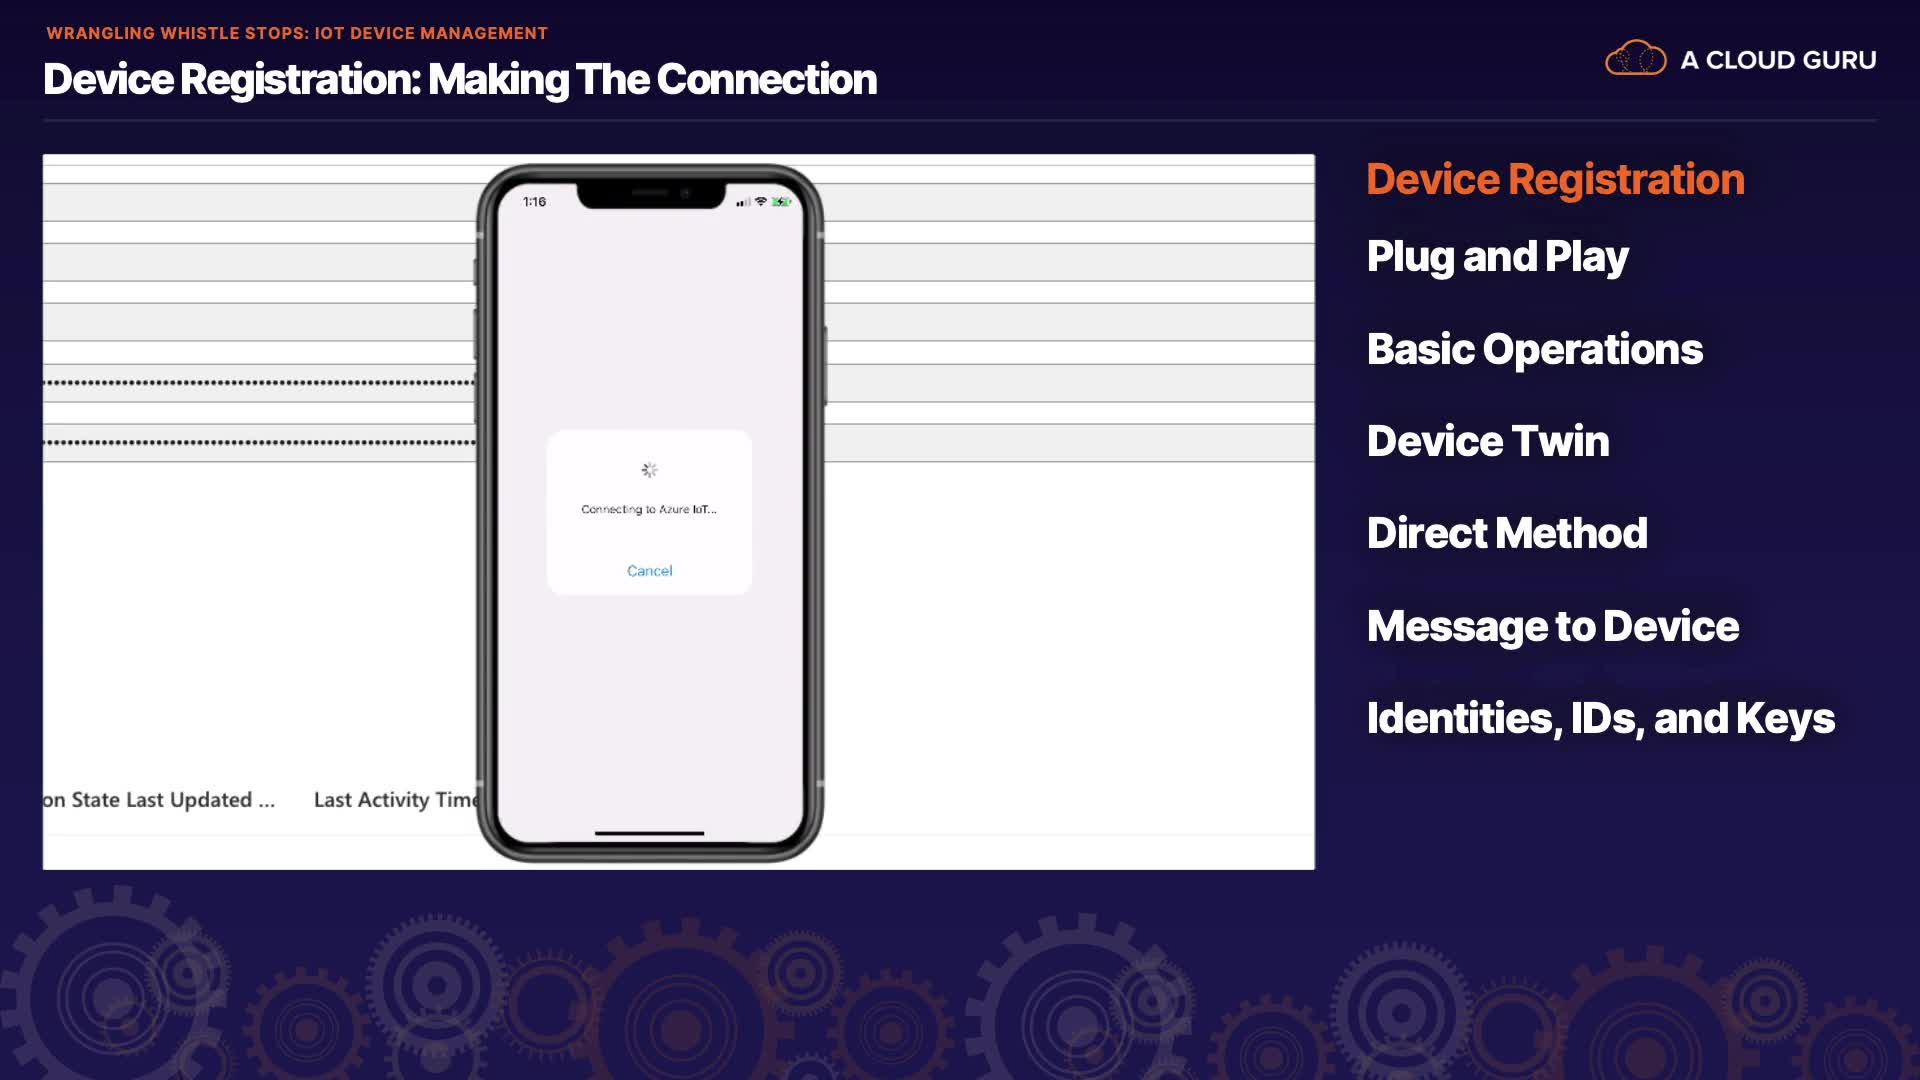 WRANGLING WHISTLE STOPS: IOT DEVICE MANAGEMENT
Device Registration: Making The Connection
A CLOUD GURU
1:16
Connecting to Azure IoT...
Cancel
on State Last Updated ...
Last Activity Time
Device Registration
Plug and Play
Basic Operations
Device Twin
Direct Method
Message to Device
Identities, IDs, and Keys